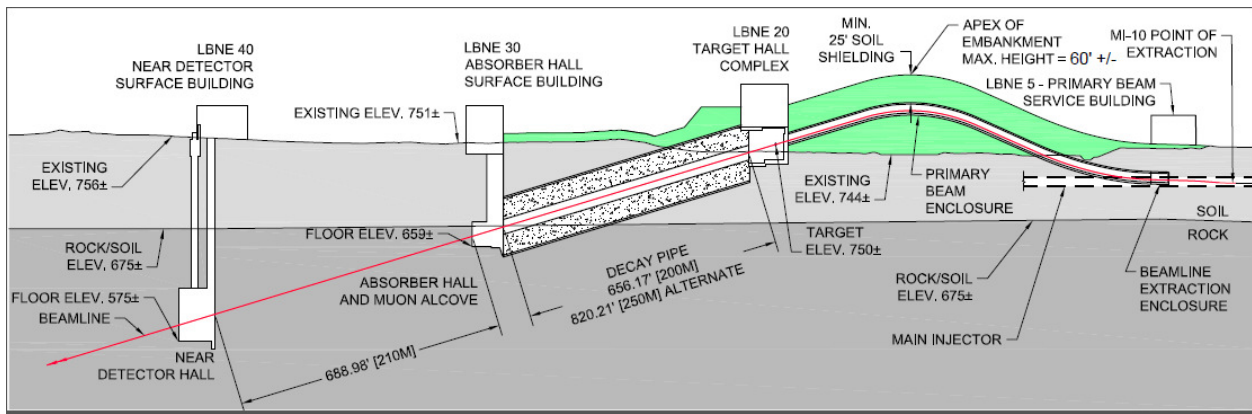 LBNE 40
NEAR DETECTOR
SURFACE BUILDING
LBNE 30
ABSORBER HALL
SURFACE BUILDING
LBNE 20
TARGET HALL
COMPLEX
MIN.
25' SOIL
SHIELDING
APEX OF
EMBANKMENT
MAX. HEIGHT = 60' +/-
MI-10 POINT OF
EXTRACTION
LBNE 5 - PRIMARY BEAM
SERVICE BUILDING
EXISTING ELEV. 751±
EXISTING
ELEV. 756±
EXISTING
ELEV. 744±
PRIMARY
BEAM
ENCLOSURE
SOIL
ROCK
ROCK/SOIL
ELEV. 675±
FLOOR ELEV. 659±
TARGET
ELEV. 750±
DECAY PIPE
656.17' [200M]
820.21' [250M] ALTERNATE
ABSORBER HALL
AND MUON ALCOVE
ROCK/SOIL
ELEV. 675±
BEAMLINE
EXTRACTION
ENCLOSURE
FLOOR ELEV. 575±
BEAMLINE
MAIN INJECTOR
NEAR
DETECTOR HALL
688.98' [210M]